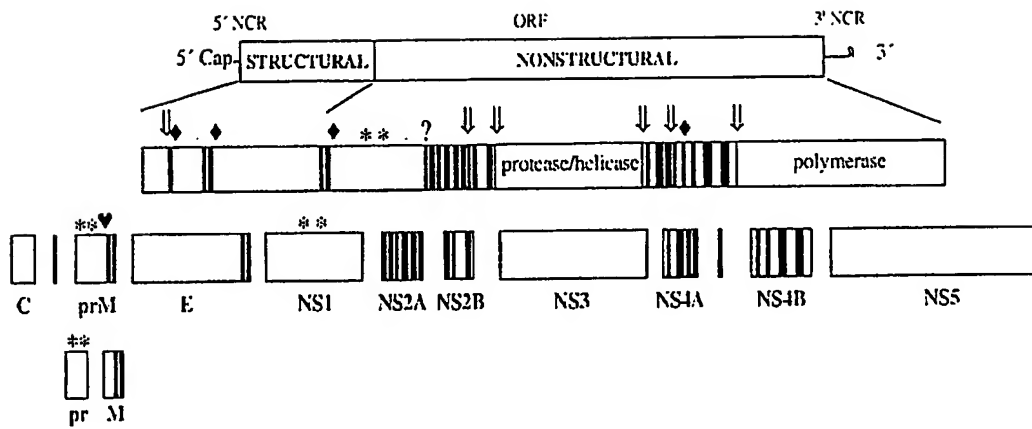 5´ NCR ORF 3´ NCR
5´ Cap STRUCTURAL NONSTRUCTURAL 3´
** ?
protease/helicase polymerase
** **
C prM E NS1 NS2A NS2B NS3 NS4A NS4B NS5
**
pr M